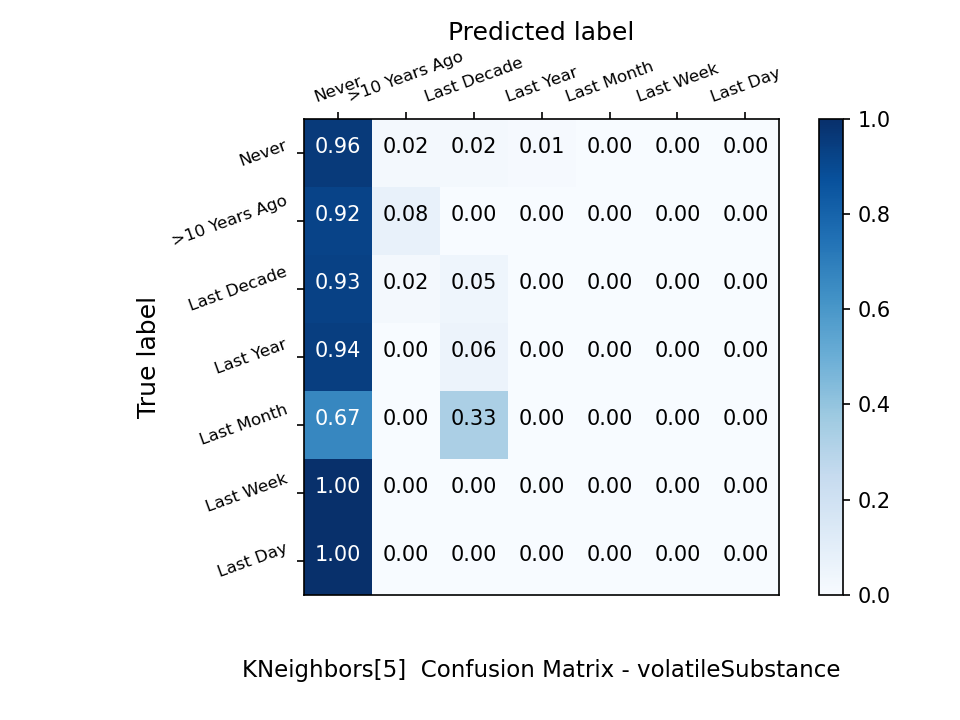 Predicted label
Never >10 Years Ago Last Decade Last Year Last Month Last Week Last Day
1.0
Never 0.96 0.02 0.02 0.01 0.00 0.00 0.00
0.8
>10 Years Ago 0.92 0.08 0.00 0.00 0.00 0.00 0.00
Last Decade 0.93 0.02 0.05 0.00 0.00 0.00 0.00
0.6
True label
Last Year 0.94 0.00 0.06 0.00 0.00 0.00 0.00
0.4
Last Month 0.67 0.00 0.33 0.00 0.00 0.00 0.00
Last Week 1.00 0.00 0.00 0.00 0.00 0.00 0.00
0.2
Last Day 1.00 0.00 0.00 0.00 0.00 0.00 0.00
0.0
KNeighbors[5]  Confusion Matrix - volatileSubstance